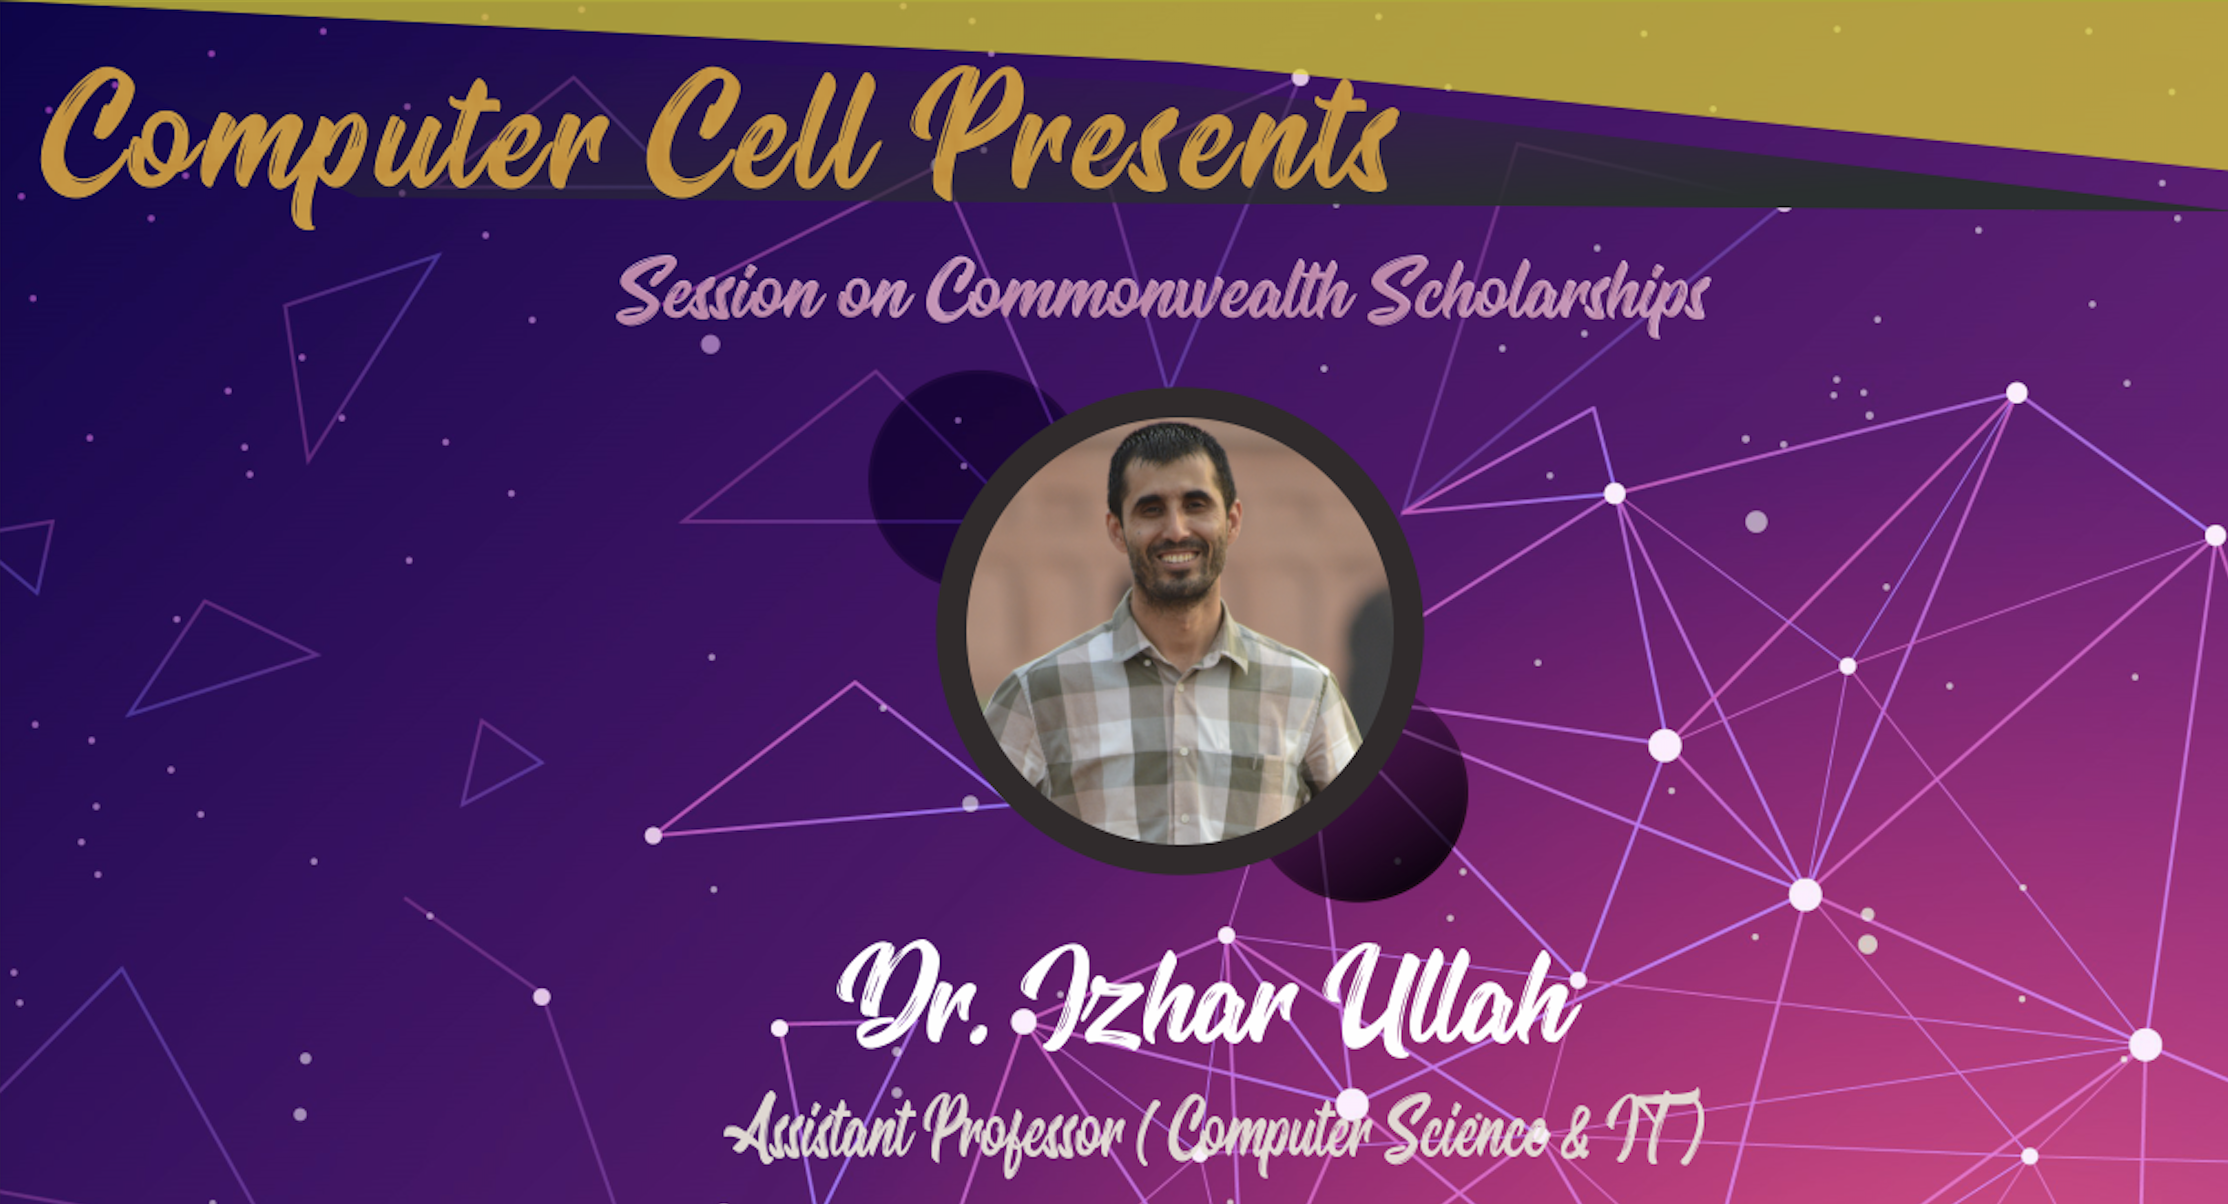 Computer Cell Presents
Session on Commonwealth Scholarships
Dr. Izhar Ullah
Assistant Professor ( Computer Science & IT )